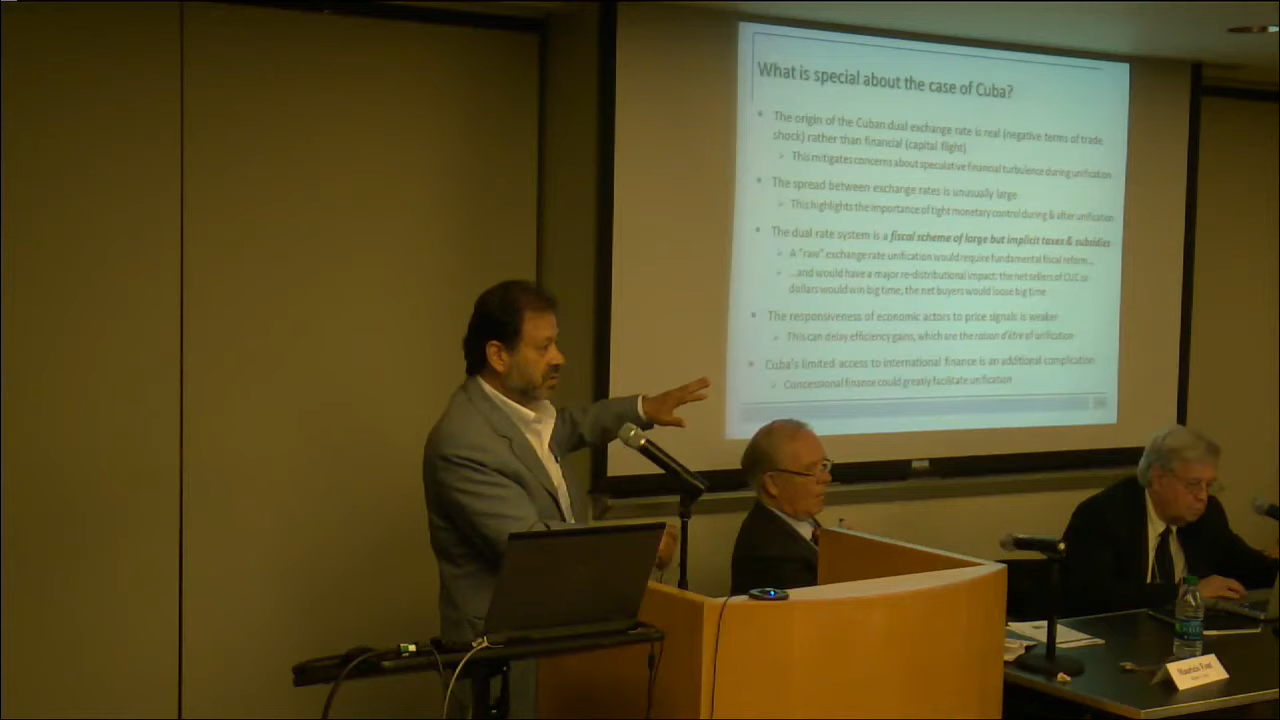 What is special about the case of Cuba?
• The origin of the Cuban dual exchange rate is real (negative terms of trade
shock) rather than financial (capital flight)
➢ This mitigates concerns about speculative financial turbulence during unification
• The spread between exchange rates is unusually large
➢ This highlights the importance of tight monetary control during & after unification
• The dual rate system is a fiscal scheme of large but implicit taxes & subsidies
➢ A "raw" exchange rate unification would require fundamental fiscal reform...
➢ ...and would have a major re-distributional impact: the net sellers of CUC or
dollars would win big time, the net buyers would loose big time
• The responsiveness of economic actors to price signals is weaker
➢ This can delay efficiency gains, which are the raison d'être of unification
• Cuba's limited access to international finance is an additional complication
➢ Concessional finance could greatly facilitate unification